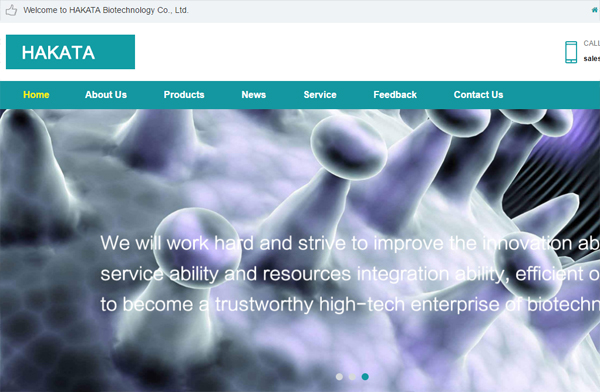 Welcome to HAKATA Biotechnology Co., Ltd.
HAKATA
CALL
sales
Home About Us Products News Service Feedback Contact Us
We will work hard and strive to improve the innovation ab
service ability and resources integration ability, efficient o
to become a trustworthy high-tech enterprise of biotechn